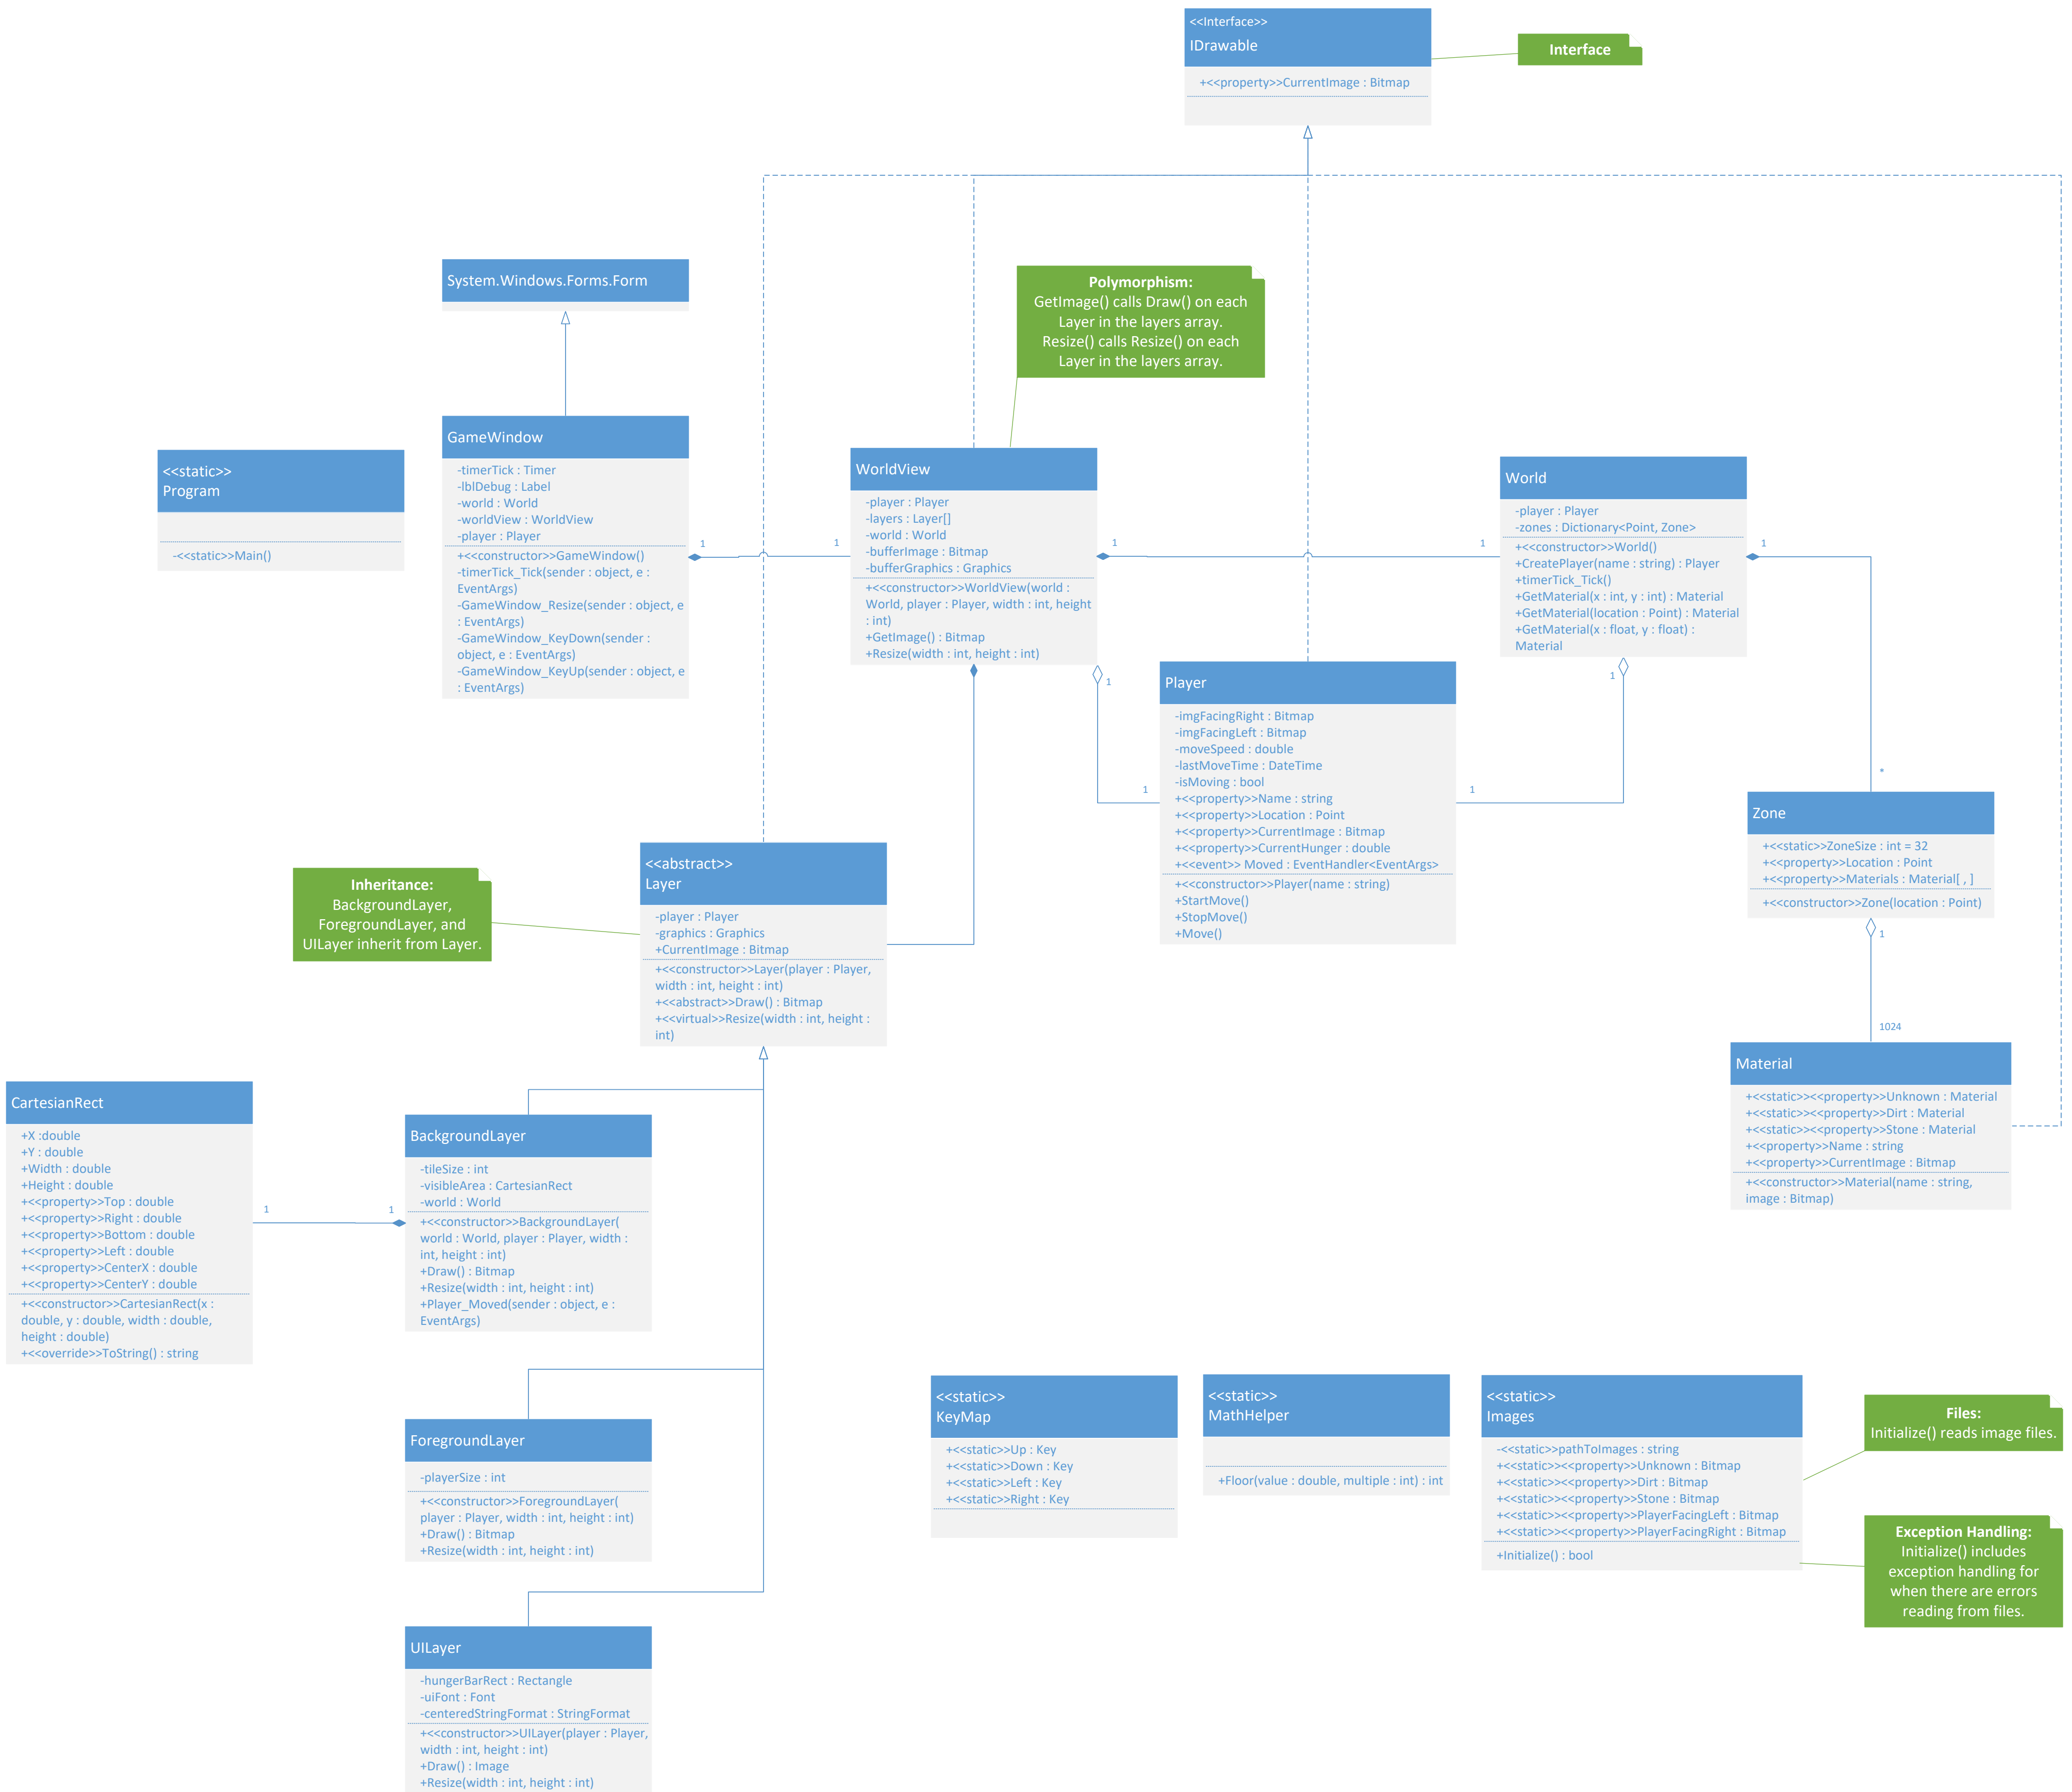 <<Interface>>
IDrawable
+<<property>>CurrentImage : Bitmap
Interface
System.Windows.Forms.Form
Polymorphism:
GetImage() calls Draw() on each
Layer in the layers array.
Resize() calls Resize() on each
Layer in the layers array.
<<static>>
Program
-<<static>>Main()
GameWindow
-timerTick : Timer
-lblDebug : Label
-world : World
-worldView : WorldView
-player : Player
+<<constructor>>GameWindow()
-timerTick_Tick(sender : object, e :
EventArgs)
-GameWindow_Resize(sender : object, e
: EventArgs)
-GameWindow_KeyDown(sender :
object, e : EventArgs)
-GameWindow_KeyUp(sender : object, e
: EventArgs)
1
1
WorldView
-player : Player
-layers : Layer[]
-world : World
-bufferImage : Bitmap
-bufferGraphics : Graphics
+<<constructor>>WorldView(world :
World, player : Player, width : int, height
: int)
+GetImage() : Bitmap
+Resize(width : int, height : int)
1
1
World
-player : Player
-zones : Dictionary<Point, Zone>
+<<constructor>>World()
+CreatePlayer(name : string) : Player
+timerTick_Tick()
+GetMaterial(x : int, y : int) : Material
+GetMaterial(location : Point) : Material
+GetMaterial(x : float, y : float) :
Material
1
*
1
1
Player
-imgFacingRight : Bitmap
-imgFacingLeft : Bitmap
-moveSpeed : double
-lastMoveTime : DateTime
-isMoving : bool
+<<property>>Name : string
+<<property>>Location : Point
+<<property>>CurrentImage : Bitmap
+<<property>>CurrentHunger : double
+<<event>> Moved : EventHandler<EventArgs>
+<<constructor>>Player(name : string)
+StartMove()
+StopMove()
+Move()
1
1
Zone
+<<static>>ZoneSize : int = 32
+<<property>>Location : Point
+<<property>>Materials : Material[ , ]
+<<constructor>>Zone(location : Point)
1
1024
Inheritance:
BackgroundLayer,
ForegroundLayer, and
UILayer inherit from Layer.
<<abstract>>
Layer
-player : Player
-graphics : Graphics
+CurrentImage : Bitmap
+<<constructor>>Layer(player : Player,
width : int, height : int)
+<<abstract>>Draw() : Bitmap
+<<virtual>>Resize(width : int, height :
int)
Material
+<<static>><<property>>Unknown : Material
+<<static>><<property>>Dirt : Material
+<<static>><<property>>Stone : Material
+<<property>>Name : string
+<<property>>CurrentImage : Bitmap
+<<constructor>>Material(name : string,
image : Bitmap)
CartesianRect
+X :double
+Y : double
+Width : double
+Height : double
+<<property>>Top : double
+<<property>>Right : double
+<<property>>Bottom : double
+<<property>>Left : double
+<<property>>CenterX : double
+<<property>>CenterY : double
+<<constructor>>CartesianRect(x :
double, y : double, width : double,
height : double)
+<<override>>ToString() : string
1
1
BackgroundLayer
-tileSize : int
-visibleArea : CartesianRect
-world : World
+<<constructor>>BackgroundLayer(
world : World, player : Player, width :
int, height : int)
+Draw() : Bitmap
+Resize(width : int, height : int)
+Player_Moved(sender : object, e :
EventArgs)
ForegroundLayer
-playerSize : int
+<<constructor>>ForegroundLayer(
player : Player, width : int, height : int)
+Draw() : Bitmap
+Resize(width : int, height : int)
<<static>>
KeyMap
+<<static>>Up : Key
+<<static>>Down : Key
+<<static>>Left : Key
+<<static>>Right : Key
<<static>>
MathHelper
+Floor(value : double, multiple : int) : int
<<static>>
Images
-<<static>>pathToImages : string
+<<static>><<property>>Unknown : Bitmap
+<<static>><<property>>Dirt : Bitmap
+<<static>><<property>>Stone : Bitmap
+<<static>><<property>>PlayerFacingLeft : Bitmap
+<<static>><<property>>PlayerFacingRight : Bitmap
+Initialize() : bool
Files:
Initialize() reads image files.
Exception Handling:
Initialize() includes
exception handling for
when there are errors
reading from files.
UILayer
-hungerBarRect : Rectangle
-uiFont : Font
-centeredStringFormat : StringFormat
+<<constructor>>UILayer(player : Player,
width : int, height : int)
+Draw() : Image
+Resize(width : int, height : int)